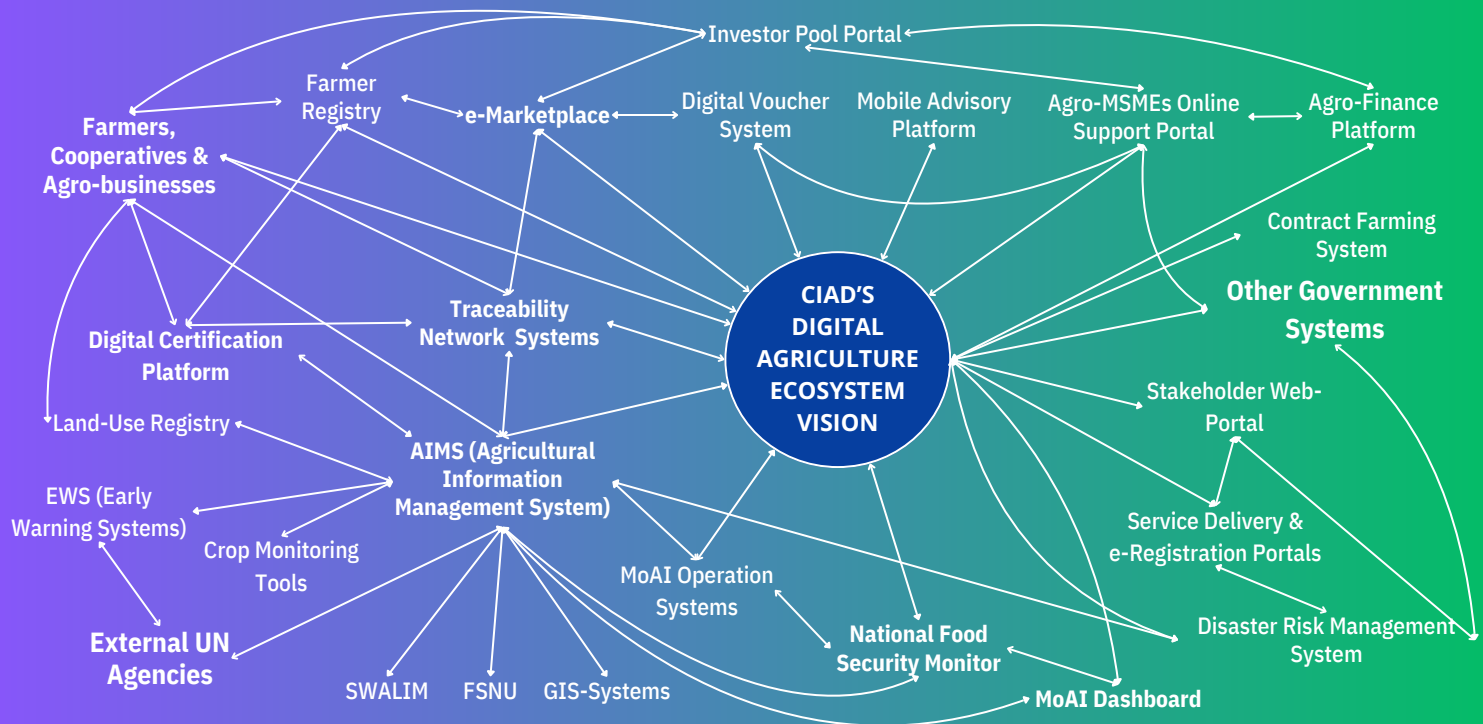 Investor Pool Portal
Farmer
Registry
e-Marketplace
Digital Voucher
System
Mobile Advisory
Platform
Agro-MSMEs Online
Support Portal
Agro-Finance
Platform
Farmers,
Cooperatives &
Agro-businesses
Contract Farming
System
Other Government
Systems
CIAD'S
DIGITAL
AGRICULTURE
ECOSYSTEM
VISION
Traceability
Network Systems
Digital Certification
Platform
Land-Use Registry
AIMS (Agricultural
Information
Management System)
Stakeholder Web-
Portal
EWS (Early
Warning Systems)
Crop Monitoring
Tools
Service Delivery &
e-Registration Portals
MoAI Operation
Systems
External UN
Agencies
National Food
Security Monitor
Disaster Risk Management
System
SWALIM
FSNU
GIS-Systems
MoAI Dashboard